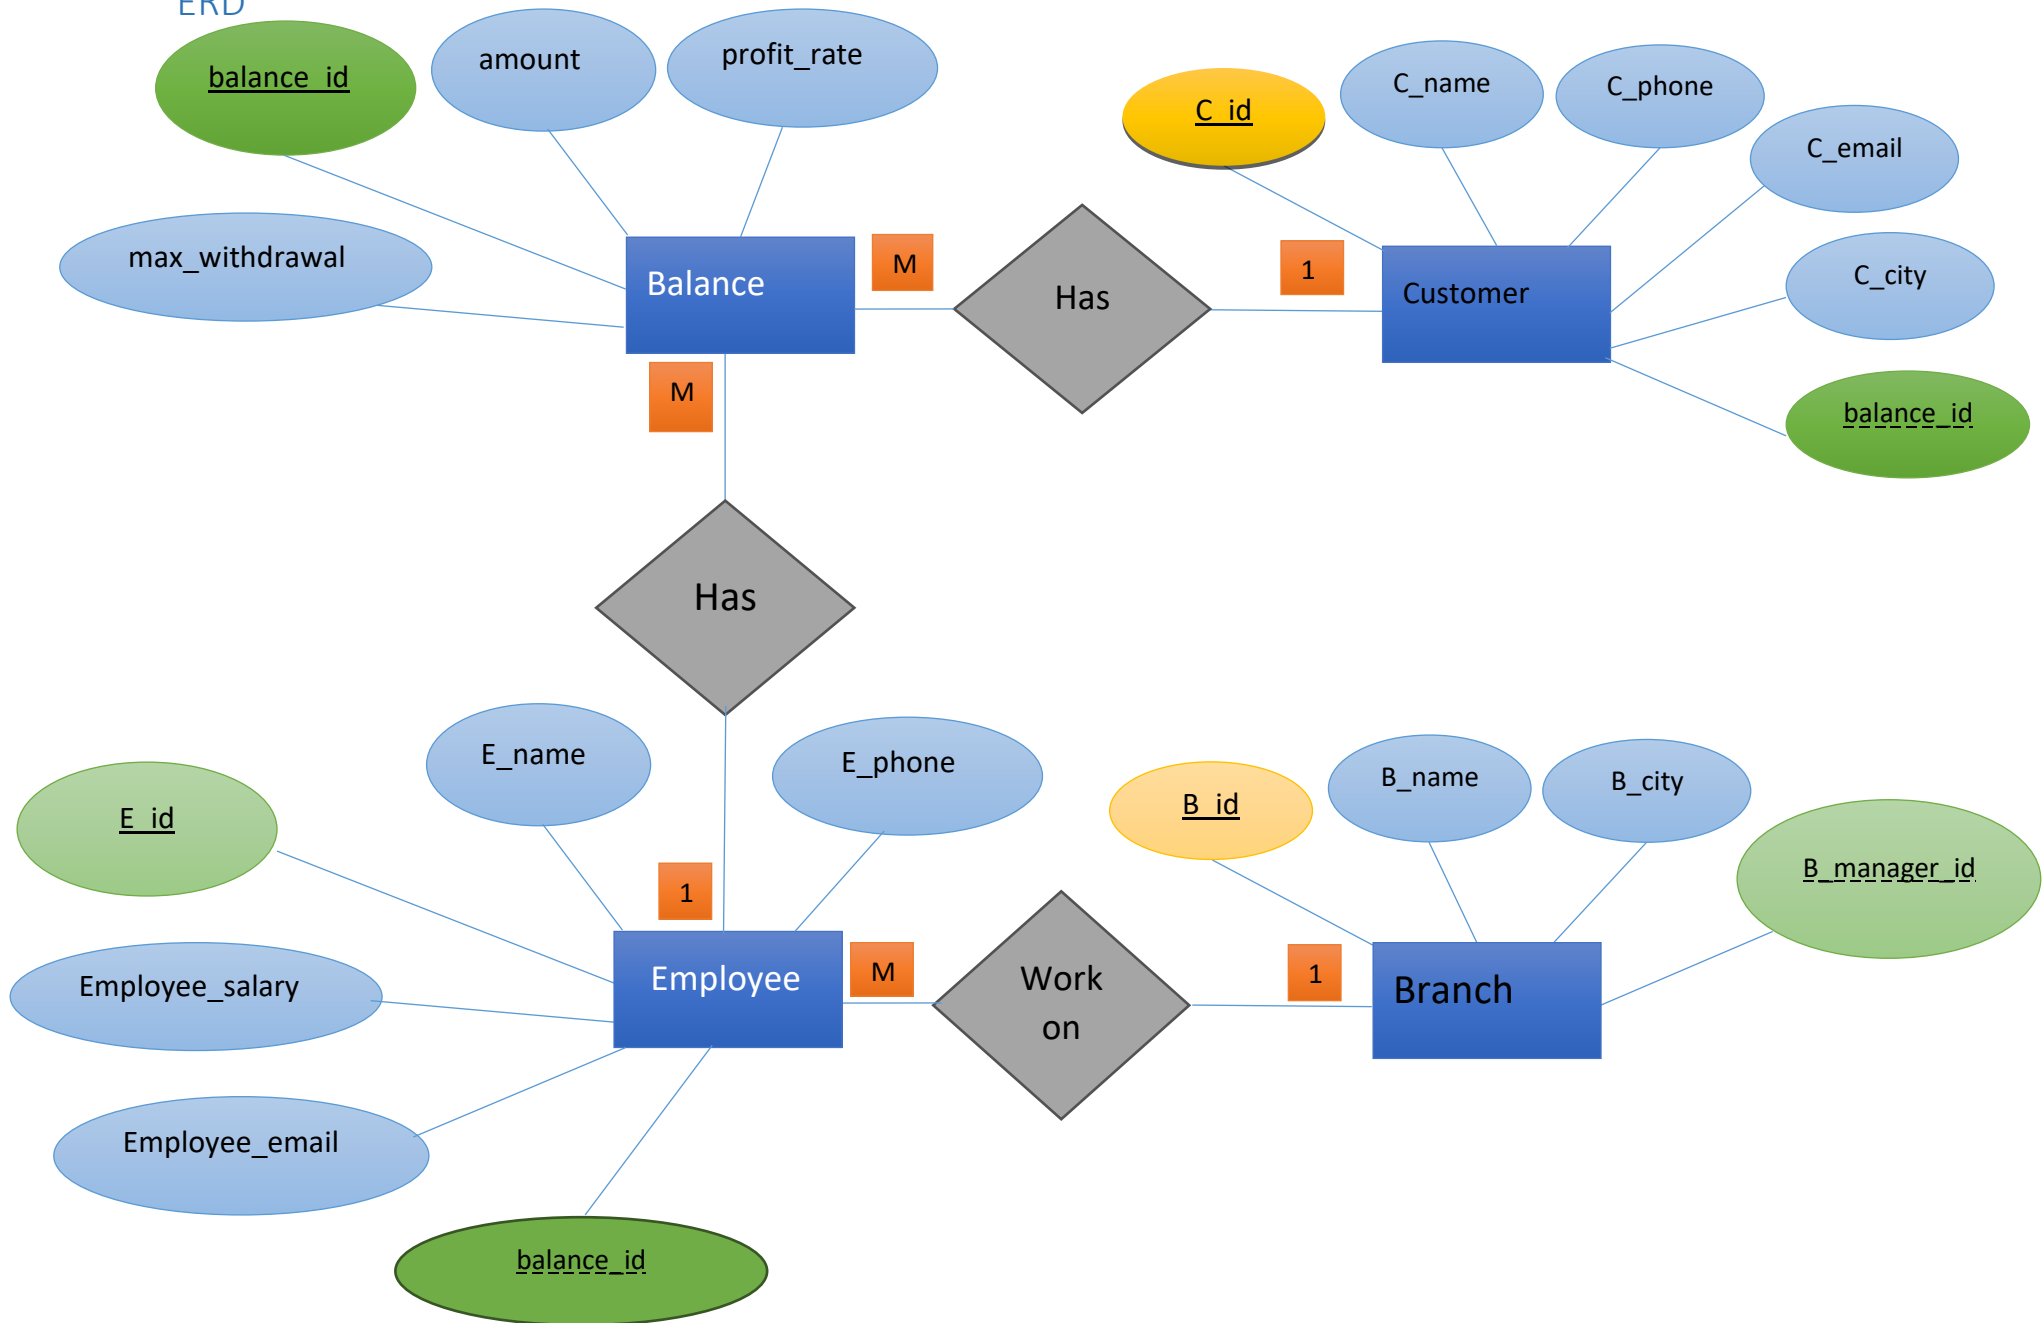 ERD
balance_id
amount
profit_rate
C_id
C_name
C_phone
C_email
max_withdrawal
Balance
M
Has
1
Customer
C_city
M
balance_id
Has
E_name
E_phone
E_id
B_id
B_name
B_city
B_manager_id
1
Employee_salary
Employee
M
Work
on
1
Branch
Employee_email
balance_id